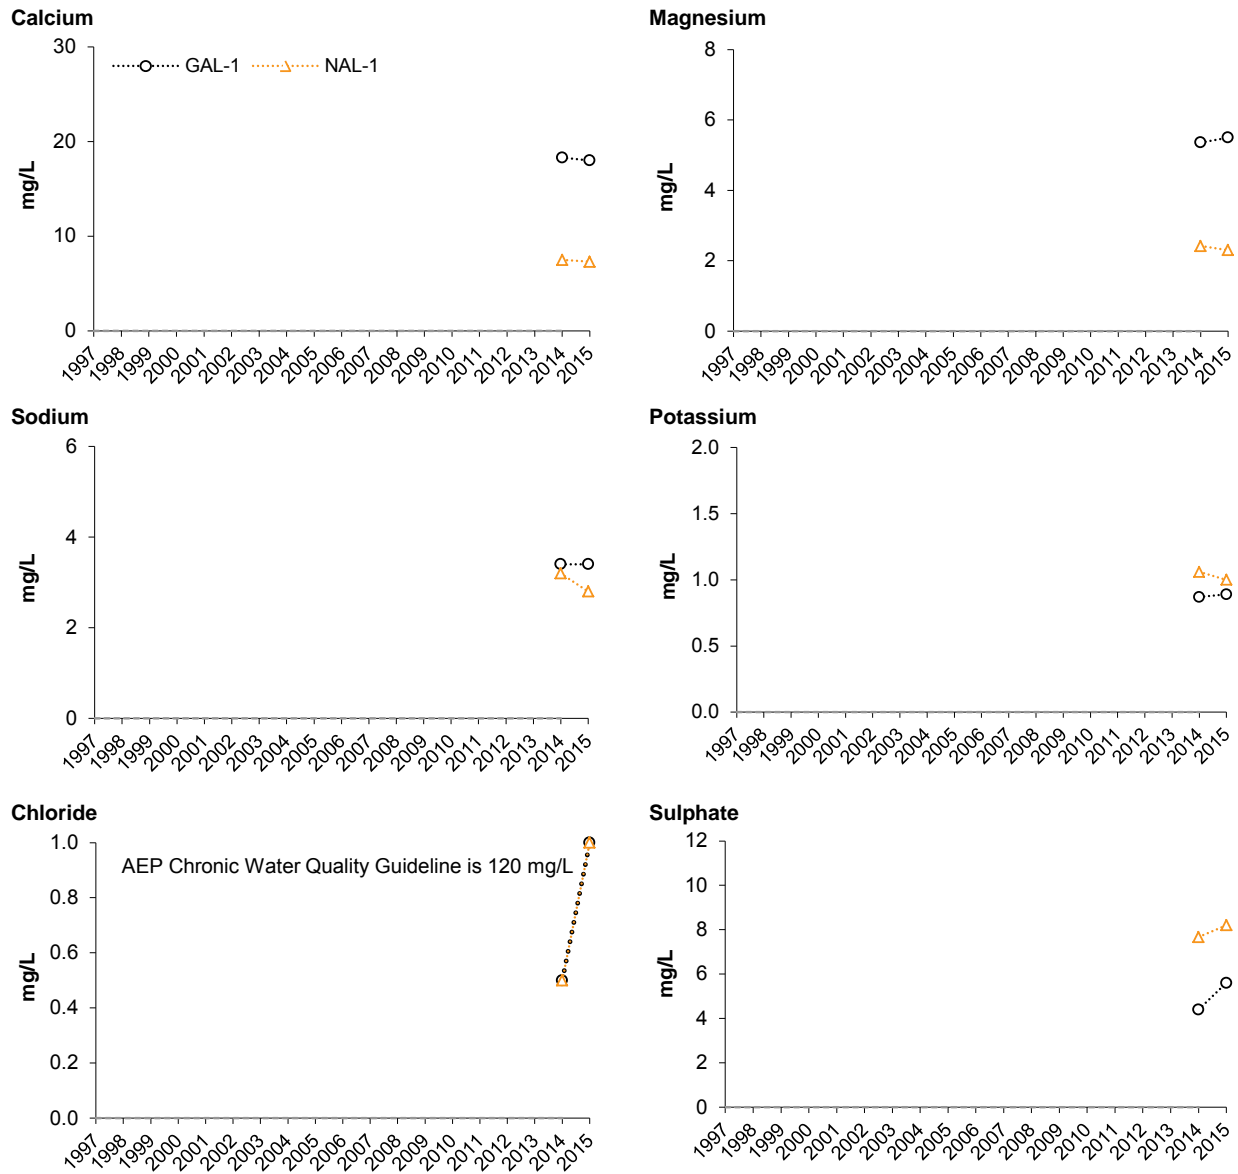 Calcium
30
20
10
0
mg/L
GAL-1 NAL-1
1997 1998 1999 2000 2001 2002 2003 2004 2005 2006 2007 2008 2009 2010 2011 2012 2013 2014 2015
Magnesium
8
6
4
2
0
mg/L
1997 1998 1999 2000 2001 2002 2003 2004 2005 2006 2007 2008 2009 2010 2011 2012 2013 2014 2015
Sodium
6
4
2
0
mg/L
1997 1998 1999 2000 2001 2002 2003 2004 2005 2006 2007 2008 2009 2010 2011 2012 2013 2014 2015
Potassium
2.0
1.5
1.0
0.5
0.0
mg/L
1997 1998 1999 2000 2001 2002 2003 2004 2005 2006 2007 2008 2009 2010 2011 2012 2013 2014 2015
Chloride
1.0
0.8
0.6
0.4
0.2
0.0
mg/L
AEP Chronic Water Quality Guideline is 120 mg/L
1997 1998 1999 2000 2001 2002 2003 2004 2005 2006 2007 2008 2009 2010 2011 2012 2013 2014 2015
Sulphate
12
10
8
6
4
2
0
mg/L
1997 1998 1999 2000 2001 2002 2003 2004 2005 2006 2007 2008 2009 2010 2011 2012 2013 2014 2015